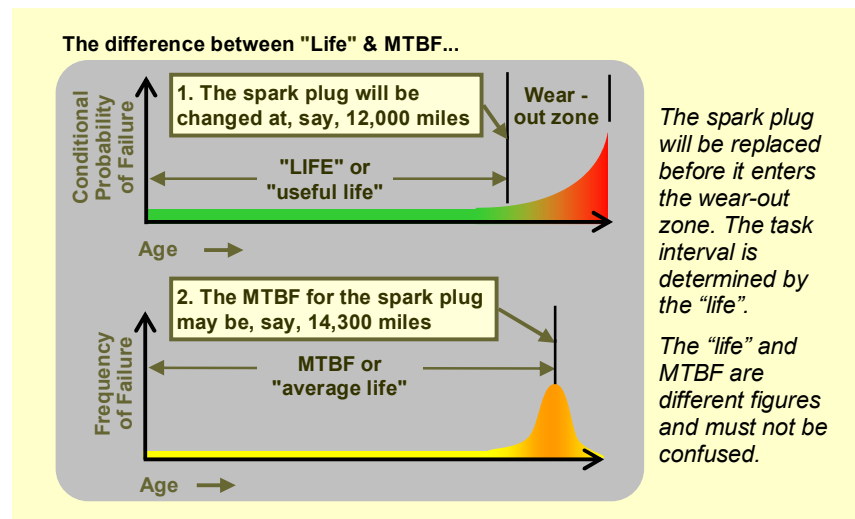 The difference between "Life" & MTBF...
Conditional
Probability
of Failure
1. The spark plug will be
changed at, say, 12,000 miles
Wear -
out zone
"LIFE" or
"useful life"
Age
Frequency
of Failure
2. The MTBF for the spark plug
may be, say, 14,300 miles
MTBF or
"average life"
Age
The spark plug
will be replaced
before it enters
the wear-out
zone. The task
interval is
determined by
the “life”.
The “life” and
MTBF are
different figures
and must not be
confused.